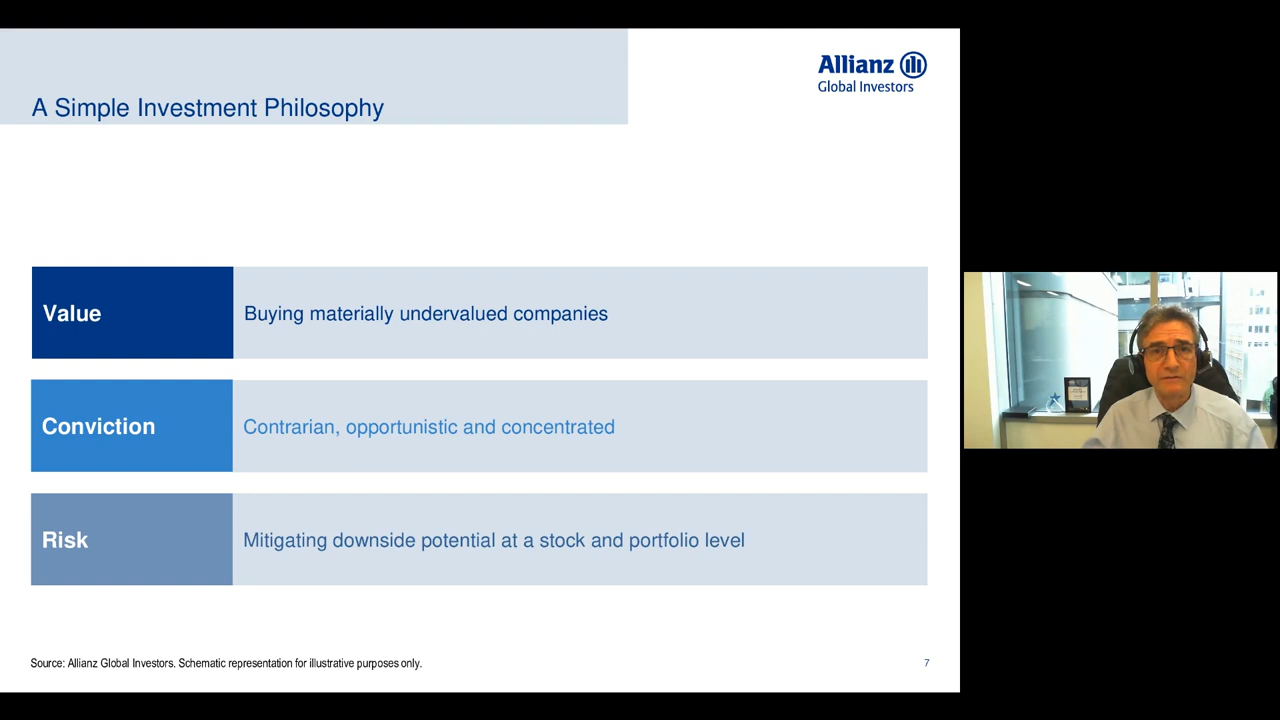 A Simple Investment Philosophy
Allianz
Global Investors
Value
Buying materially undervalued companies
Conviction
Contrarian, opportunistic and concentrated
Risk
Mitigating downside potential at a stock and portfolio level
Source: Allianz Global Investors. Schematic representation for illustrative purposes only.
7